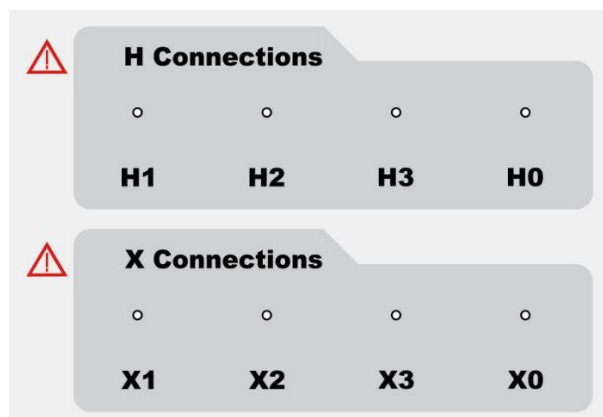 H Connections
H1 H2 H3 H0
X Connections
X1 X2 X3 X0